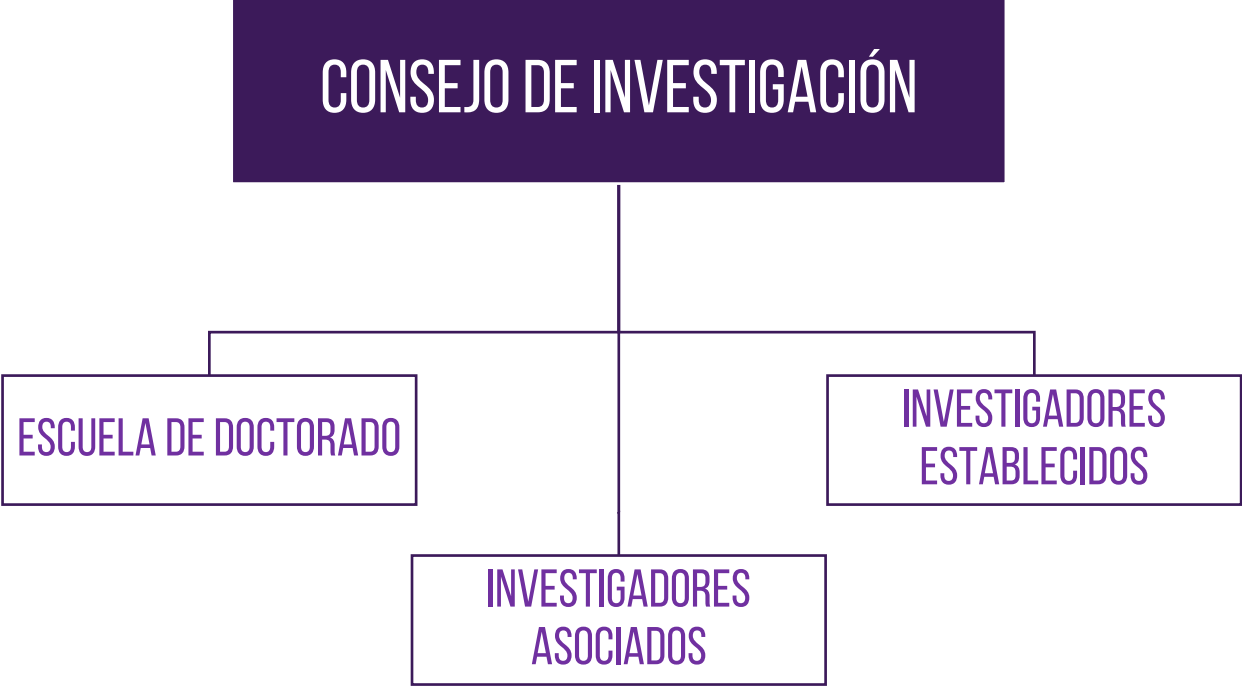 CONSEJO DE INVESTIGACIÓN
ESCUELA DE DOCTORADO
INVESTIGADORES
ESTABLECIDOS
INVESTIGADORES
ASOCIADOS